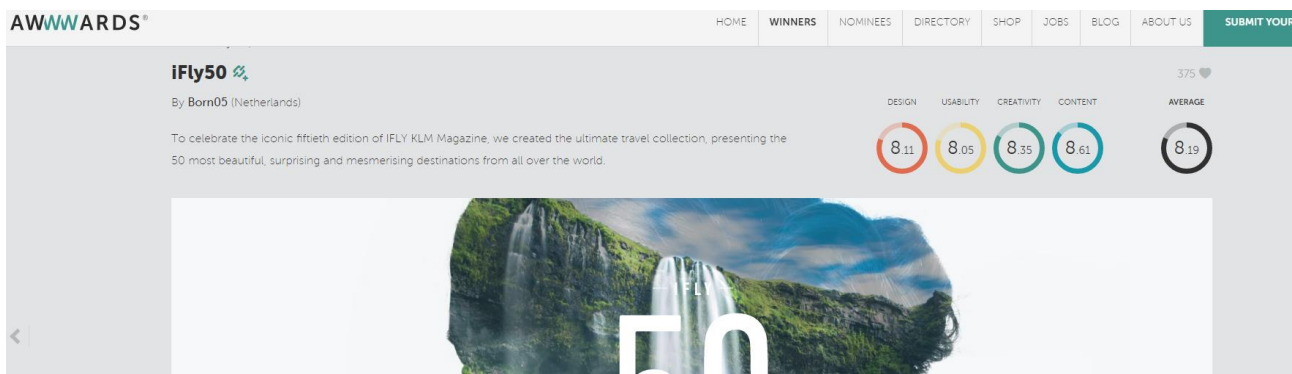 AWWWARDS®
HOME WINNERS NOMINEES DIRECTORY SHOP JOBS BLOG ABOUT US SUBMIT YOUR
iFly50
375
By Born05 (Netherlands)
DESIGN USABILITY CREATIVITY CONTENT AVERAGE
To celebrate the iconic fiftieth edition of IFLY KLM Magazine, we created the ultimate travel collection, presenting the
50 most beautiful, surprising and mesmerising destinations from all over the world.
8.11 8.05 8.35 8.61 8.19
IFLY
50